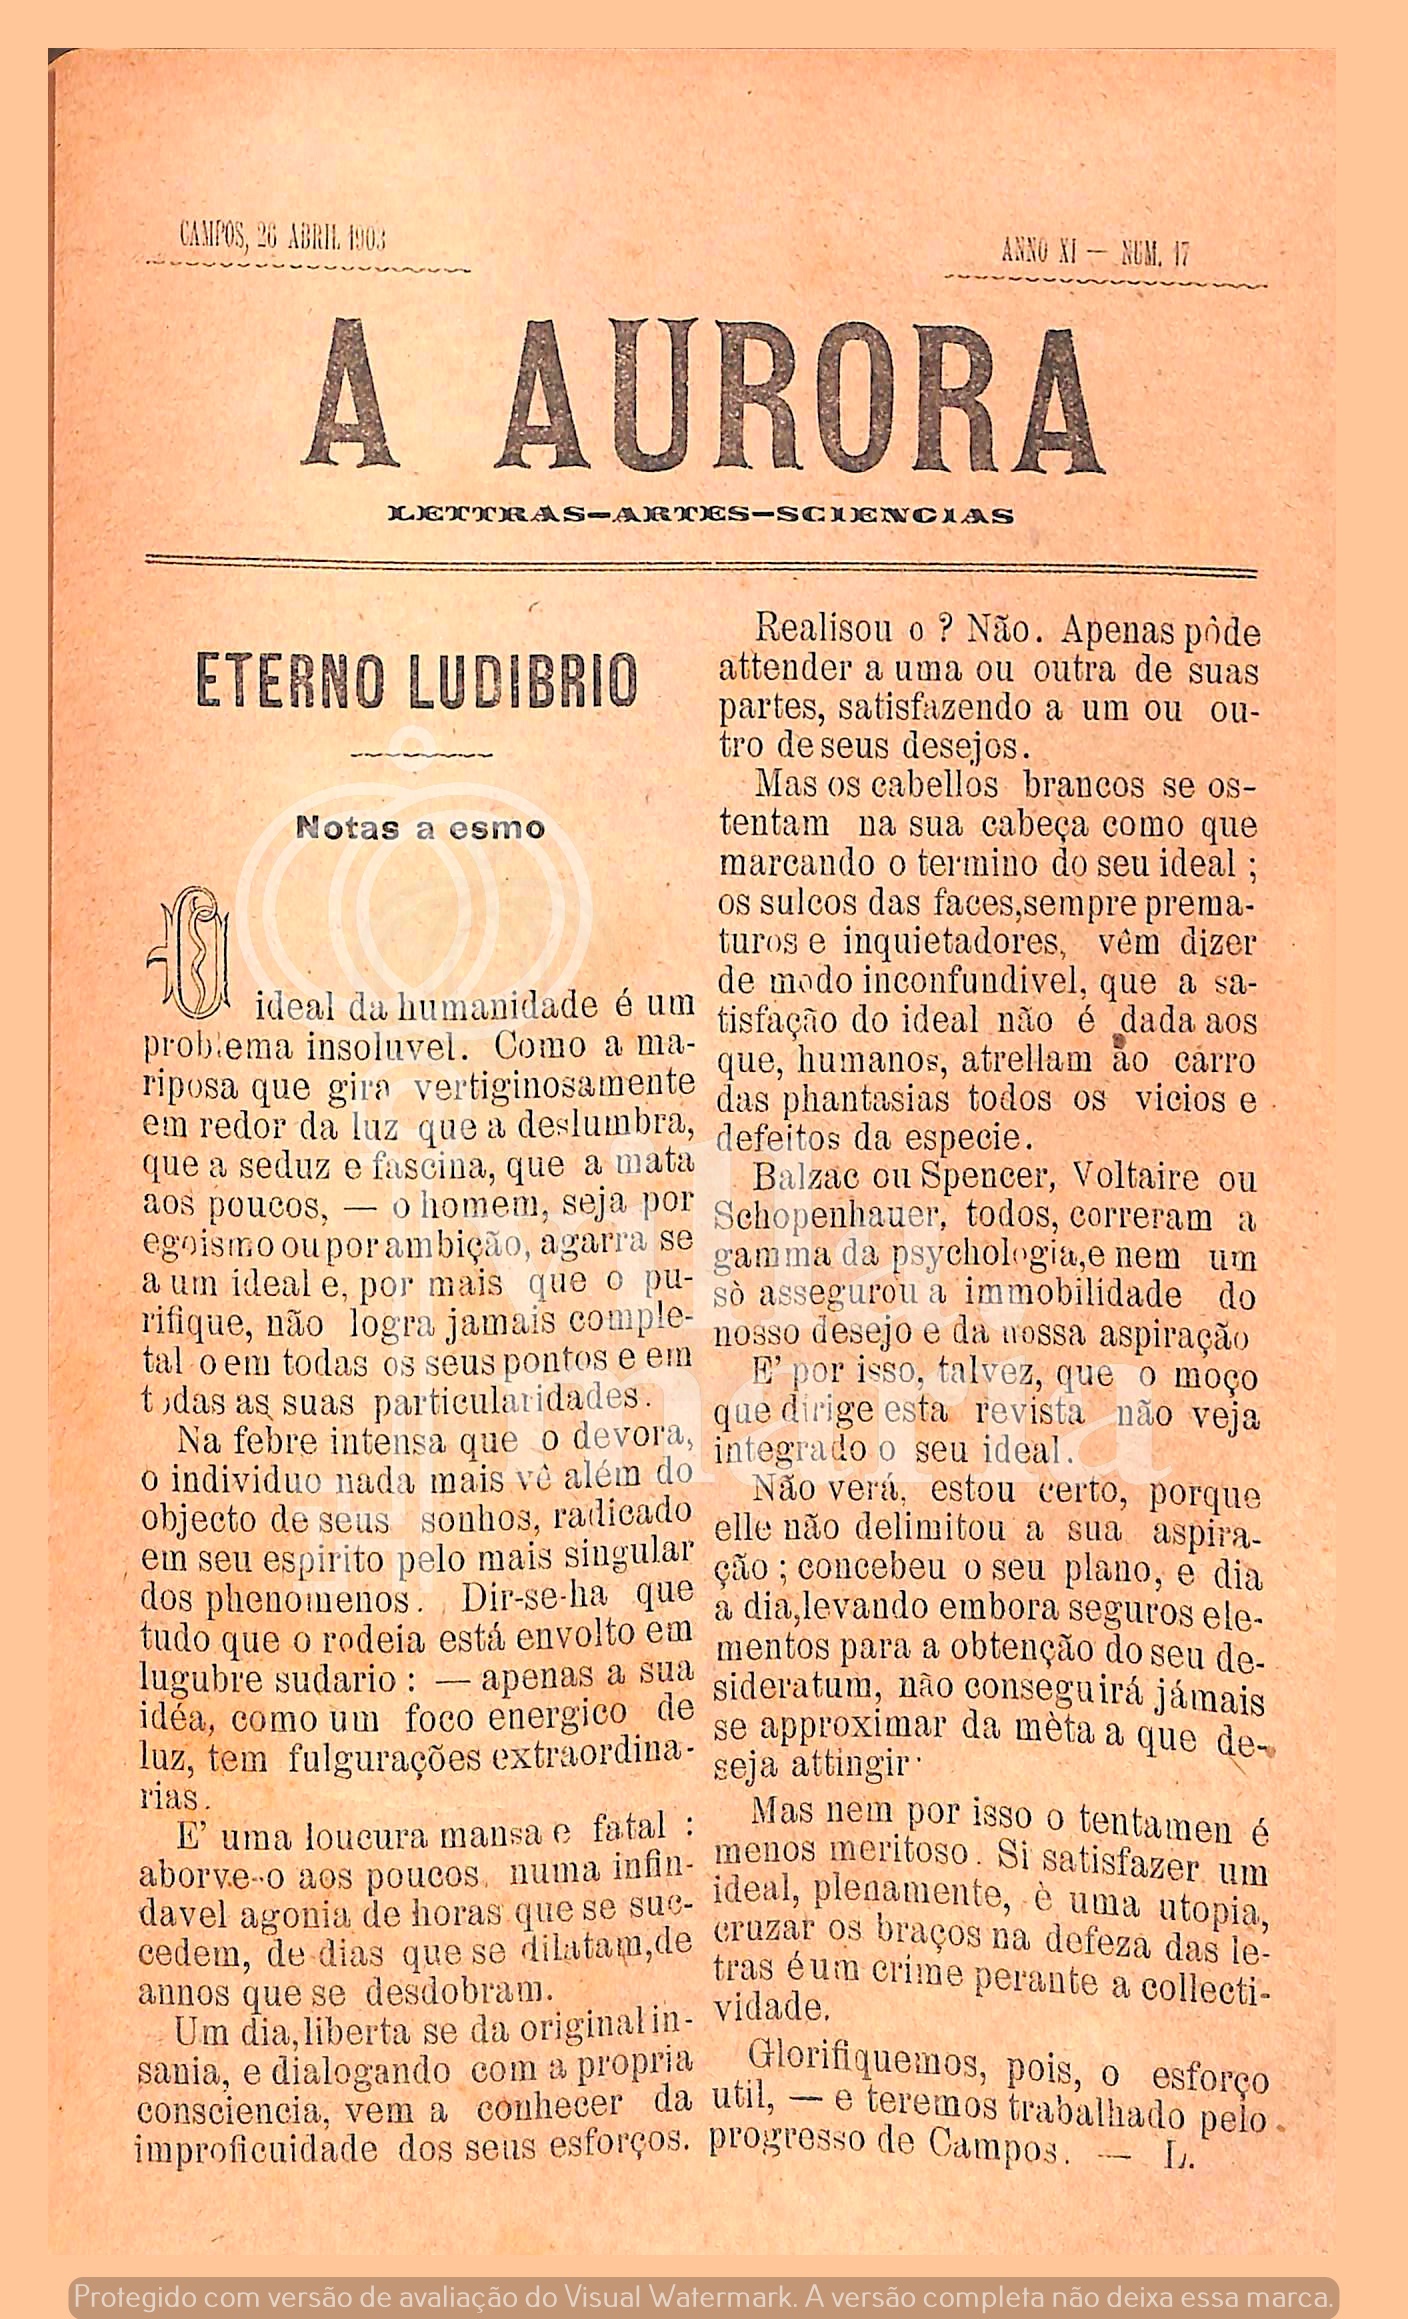 CAMPOS, 26 ABRIL 1903
ANNO XI — NUM. 17
A AURORA
LETTRAS-ARTES-SCIENCIAS
ETERNO LUDIBRIO
Notas a esmo
O ideal da humanidade é um
problema insoluvel. Como a ma-
riposa que gira vertiginosamente
em redor da luz que a deslumbra,
que a seduz e fascina, que a mata
aos poucos, — o homem, seja por
egoismo ou por ambição, agarra se
a um ideal e, por mais que o pu-
rifique, não logra jamais comple-
tal o em todas os seus pontos e em
todas as suas particularidades.
Na febre intensa que o devora,
o individuo nada mais vê além do
objecto de seus sonhos, radicado
em seu espirito pelo mais singular
dos phenomenos. Dir-se-ha que
tudo que o rodeia está envolto em
lugubre sudario : — apenas a sua
idéa, como um foco energico de
luz, tem fulgurações extraordina-
rias.
E' uma loucura mansa e fatal :
aborve-o aos poucos, numa infin-
davel agonia de horas que se suc-
cedem, de dias que se dilatam,de
annos que se desdobram.
Um dia,liberta se da original in-
sania, e dialogando com a propria
consciencia, vem a conhecer da
improficuidade dos seus esforços.
Realisou o ? Não. Apenas pôde
attender a uma ou outra de suas
partes, satisfazendo a um ou ou-
tro de seus desejos.
Mas os cabellos brancos se os-
tentam na sua cabeça como que
marcando o termino do seu ideal ;
os sulcos das faces,sempre prema-
turos e inquietadores, vêm dizer
de modo inconfundivel, que a sa-
tisfação do ideal não é dada aos
que, humanos, atrellam ao carro
das phantasias todos os vicios e
defeitos da especie.
Balzac ou Spencer, Voltaire ou
Schopenhauer, todos, correram a
gamma da psychologia,e nem um
sò assegurou a immobilidade do
nosso desejo e da nossa aspiração
E' por isso, talvez, que o moço
que dirige esta revista não veja
integrado o seu ideal.
Não verá, estou certo, porque
elle não delimitou a sua aspira-
ção ; concebeu o seu plano, e dia
a dia,levando embora seguros ele-
mentos para a obtenção do seu de-
sideratum, não conseguirá jámais
se approximar da mèta a que de-
seja attingir.
Mas nem por isso o tentamen é
menos meritoso. Si satisfazer um
ideal, plenamente, è uma utopia,
cruzar os braços na defeza das le-
tras é um crime perante a collecti-
vidade.
Glorifiquemos, pois, o esforço
util, — e teremos trabalhado pelo
progresso de Campos. — L.
Protegido com versão de avaliação do Visual Watermark. A versão completa não deixa essa marca.